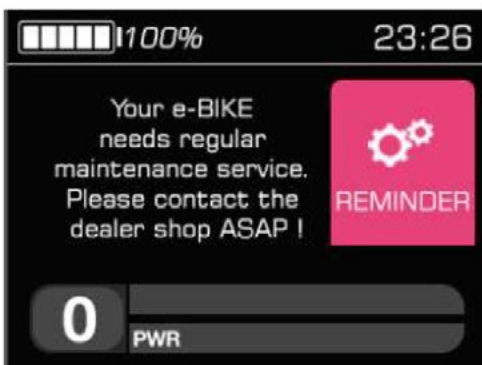 100% 23:26
Your e-BIKE
needs regular
maintenance service.
Please contact the
dealer shop ASAP !
REMINDER
0
PWR